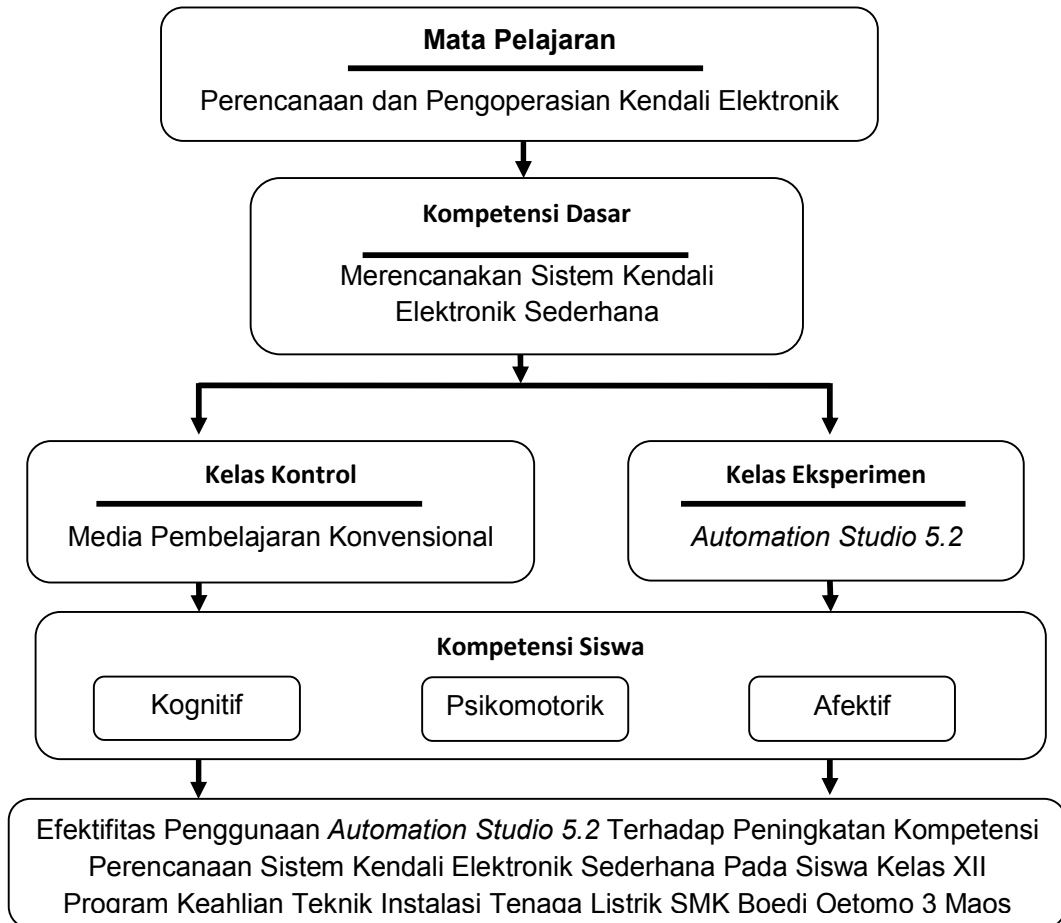 Mata Pelajaran
Perencanaan dan Pengoperasian Kendali Elektronik
Kompetensi Dasar
Merencanakan Sistem Kendali
Elektronik Sederhana
Kelas Kontrol
Media Pembelajaran Konvensional
Kelas Eksperimen
Automation Studio 5.2
Kompetensi Siswa
Kognitif
Psikomotorik
Afektif
Efektifitas Penggunaan Automation Studio 5.2 Terhadap Peningkatan Kompetensi
Perencanaan Sistem Kendali Elektronik Sederhana Pada Siswa Kelas XII
Program Keahlian Teknik Instalasi Tenaga Listrik SMK Boedi Oetomo 3 Maos